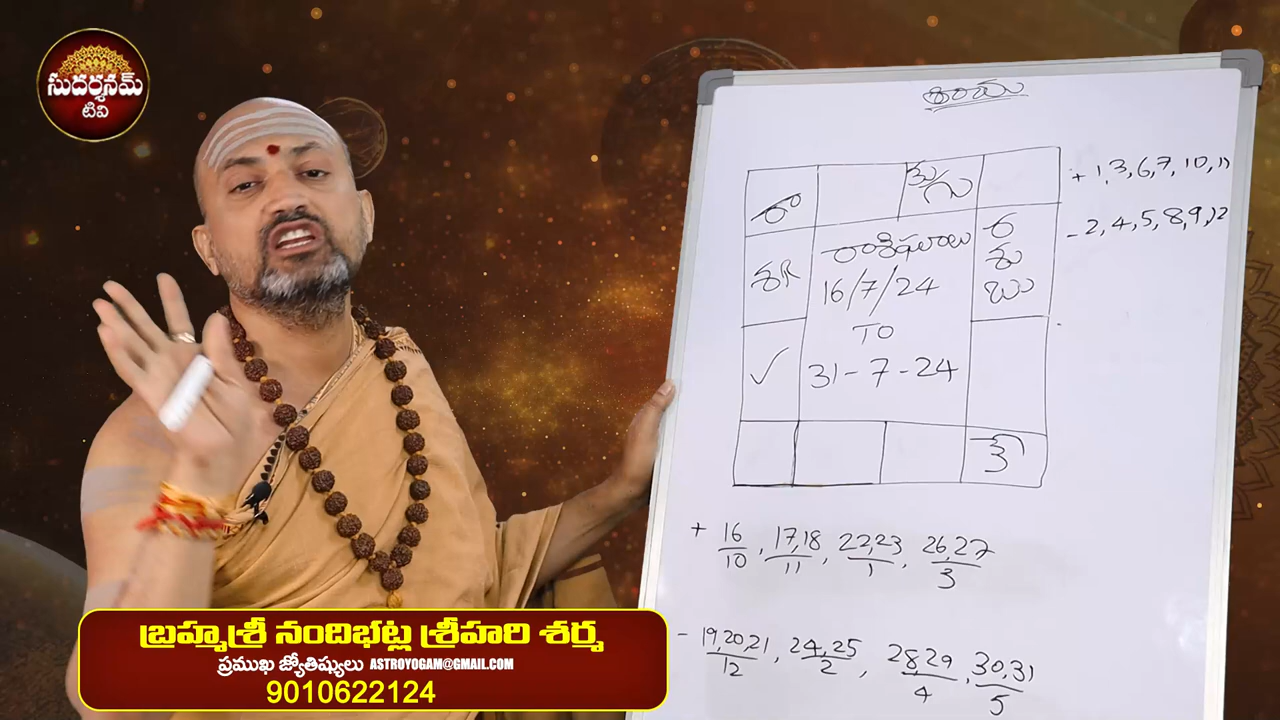 సుదర్శనమ్
టివి
+ 1,3,6,7,10,11
- 2,4,5,8,9,12
కు/గు
రా
ర
శు
బు
రాశిఫలాలు
16/7/24
TO
31-7-24
శని
✓
కే
+ 16/10, 17,18/11, 22,23/1, 26,27/3
- 19,20,21/12, 24,25/2, 28,29/4, 30,31/5
బ్రహ్మశ్రీ నందిభట్ల శ్రీహరి శర్మ
ప్రముఖ జ్యోతిష్యులు ASTROYOGAM@GMAIL.COM
9010622124